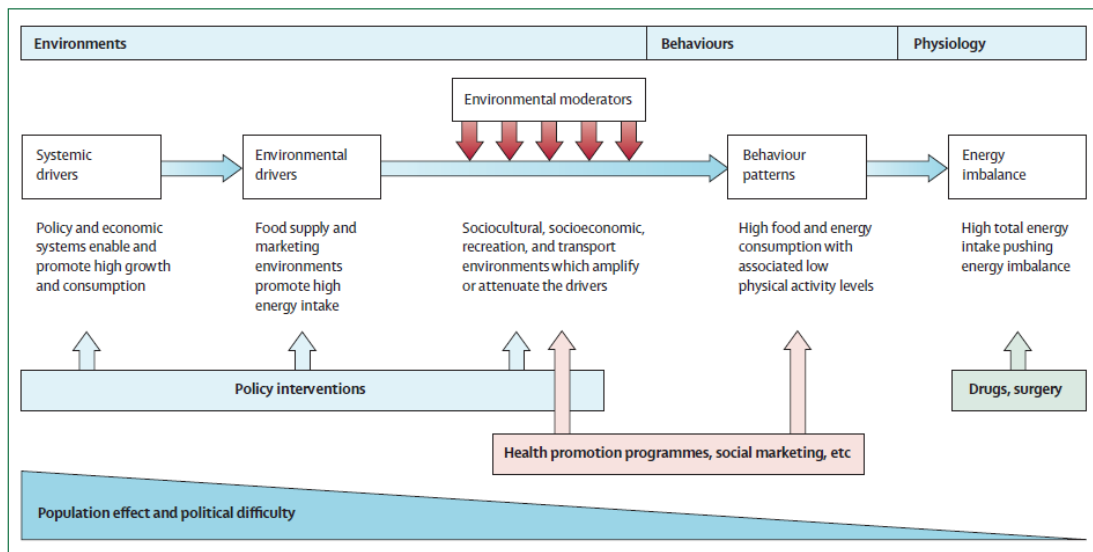 Environments
Behaviours
Physiology
Environmental moderators
Systemic
drivers
Environmental
drivers
Behaviour
patterns
Energy
imbalance
Policy and economic
systems enable and
promote high growth
and consumption
Food supply and
marketing
environments
promote high
energy intake
Sociocultural, socioeconomic,
recreation, and transport
environments which amplify
or attenuate the drivers
High food and energy
consumption with
associated low
physical activity levels
High total energy
intake pushing
energy imbalance
Policy interventions
Drugs, surgery
Health promotion programmes, social marketing, etc
Population effect and political difficulty